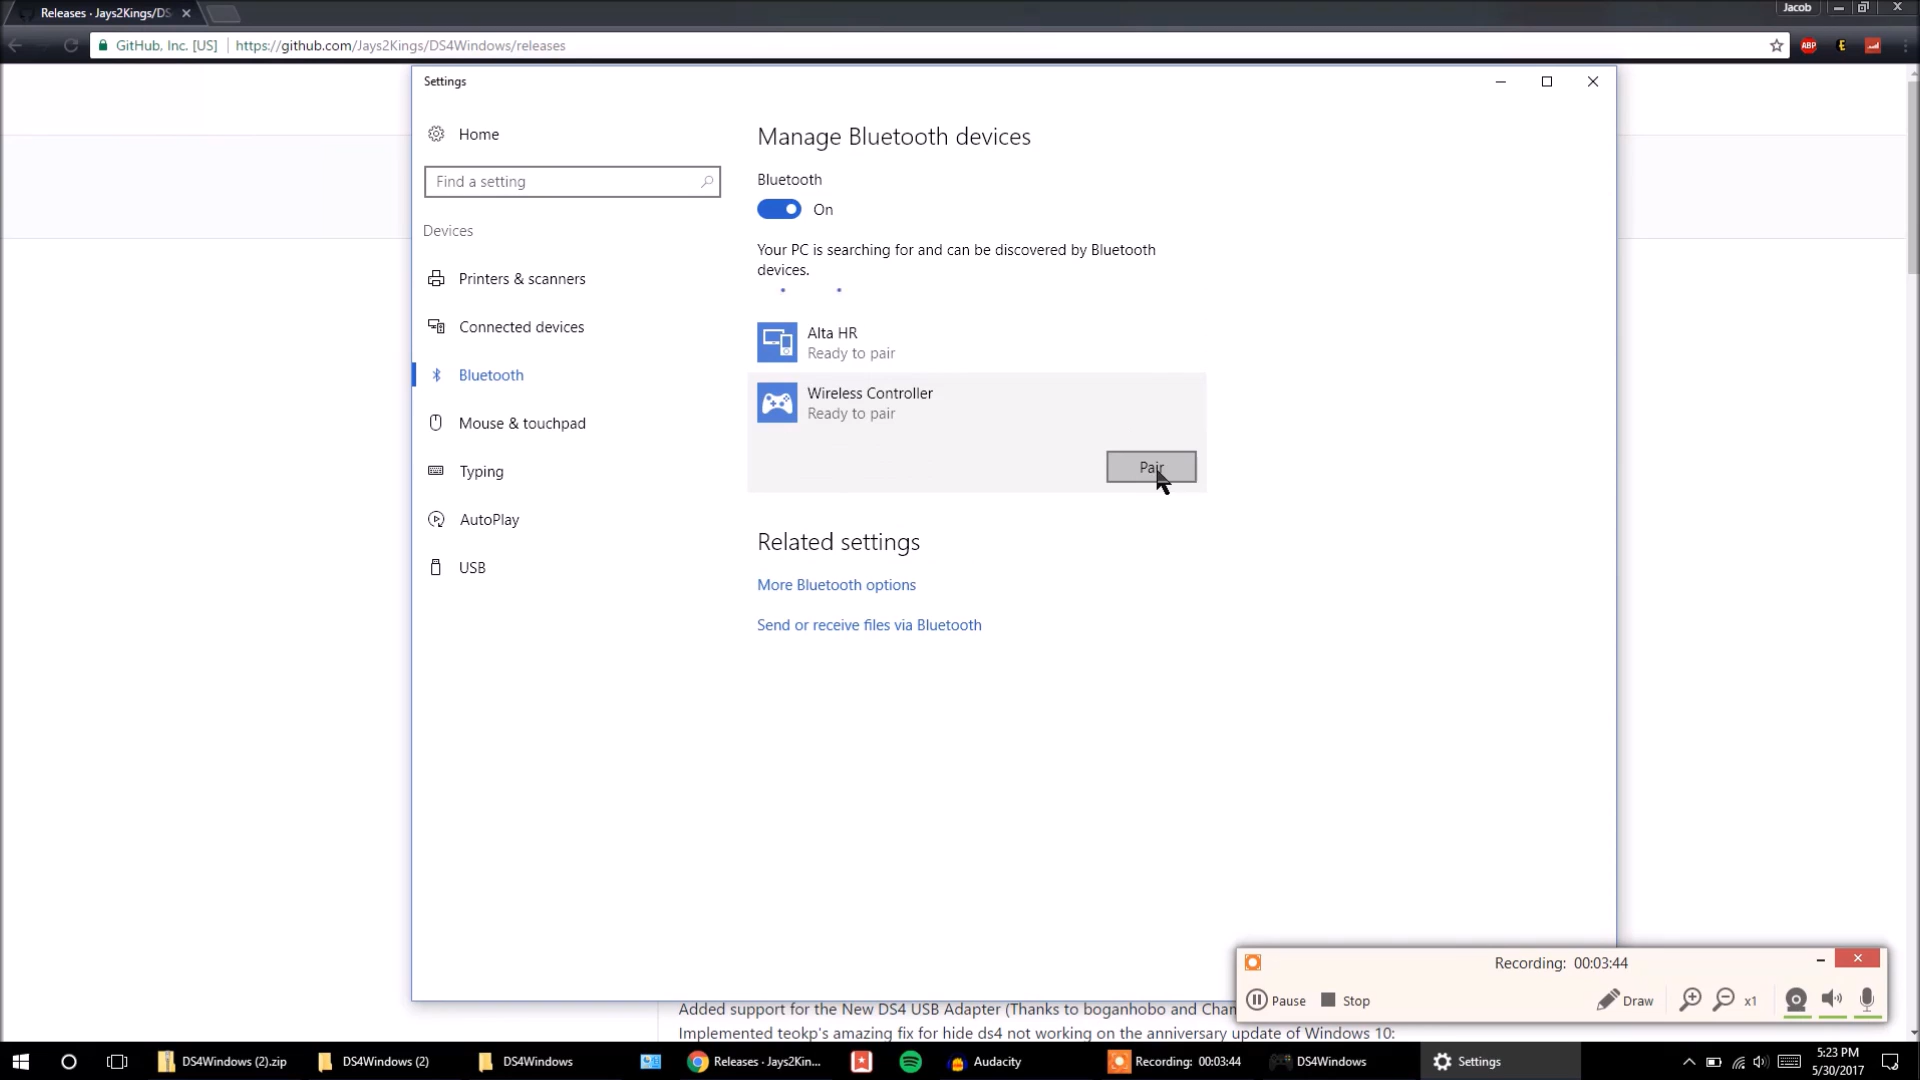 Releases · Jays2Kings/DS
Jacob
GitHub, Inc. [US]
https://github.com/Jays2Kings/DS4Windows/releases
ABP
Settings
Home
Find a setting
Devices
Printers & scanners
Connected devices
Bluetooth
Mouse & touchpad
Typing
AutoPlay
USB
Manage Bluetooth devices
Bluetooth
On
Your PC is searching for and can be discovered by Bluetooth
devices.
Alta HR
Ready to pair
Wireless Controller
Ready to pair
Pair
Related settings
More Bluetooth options
Send or receive files via Bluetooth
Recording: 00:03:44
Pause
Stop
Draw
x1
Added support for the New DS4 USB Adapter (Thanks to boganhobo and Chan
Implemented teokp's amazing fix for hide ds4 not working on the anniversary update of Windows 10:
DS4Windows (2).zip
DS4Windows (2)
DS4Windows
Releases · Jays2Kin...
Audacity
Recording: 00:03:44
DS4Windows
Settings
5:23 PM
5/30/2017